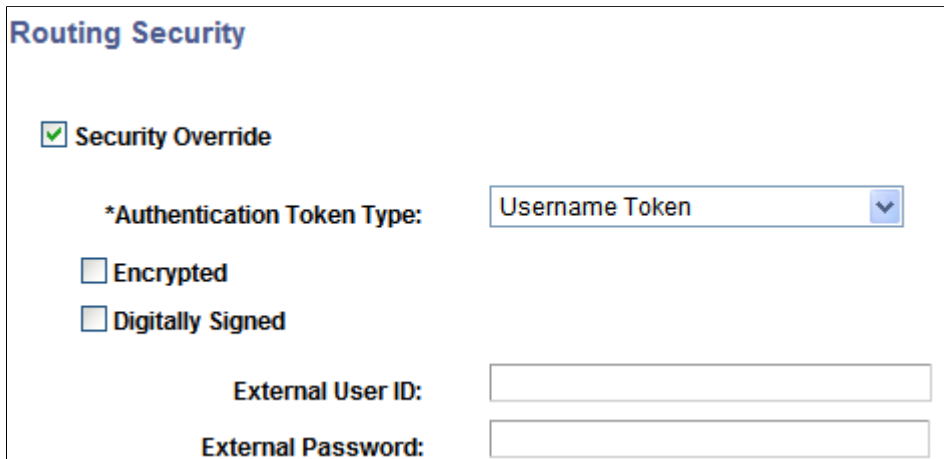 Routing Security
Security Override
*Authentication Token Type: Username Token
Encrypted
Digitally Signed
External User ID:
External Password: